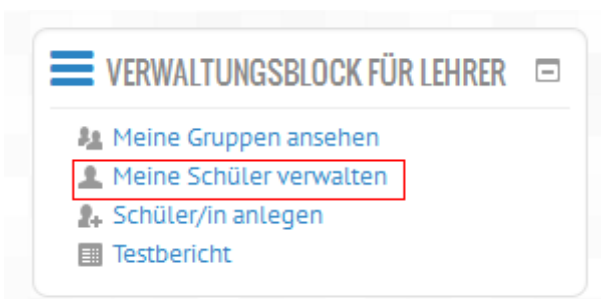 VERWALTUNGSBLOCK FÜR LEHRER
Meine Gruppen ansehen
Meine Schüler verwalten
Schüler/in anlegen
Testbericht